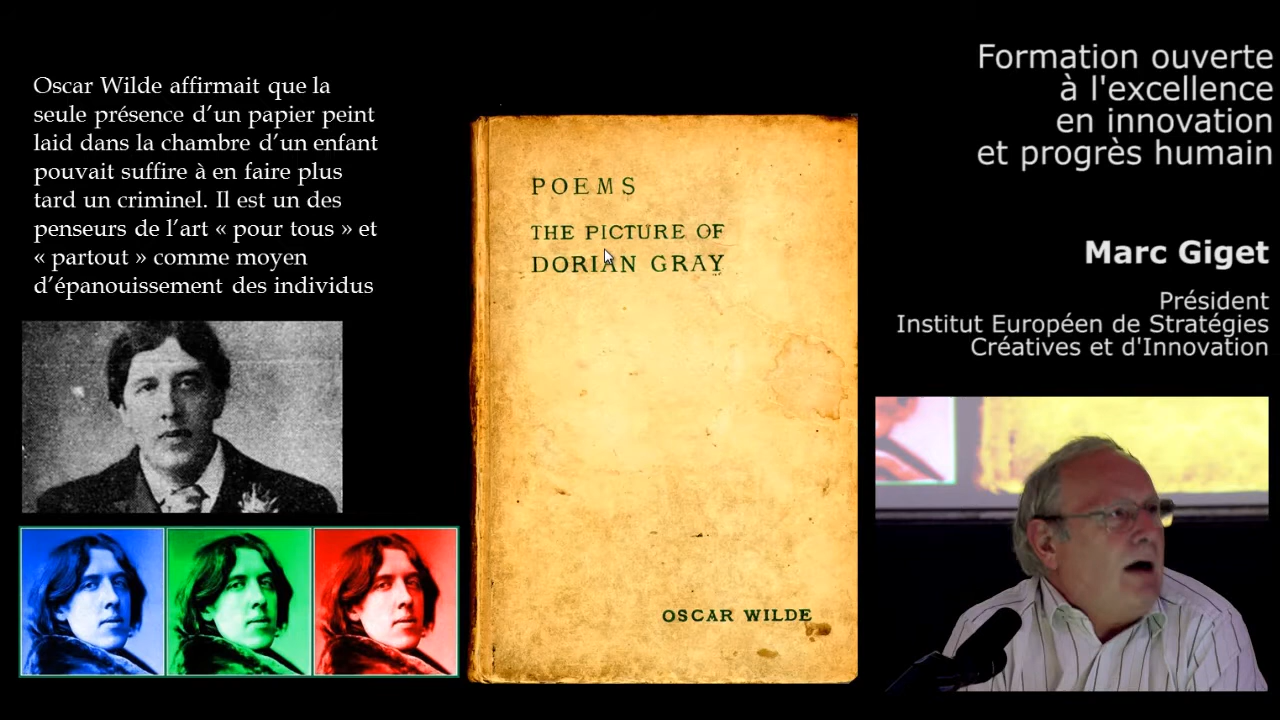 Oscar Wilde affirmait que la
seule présence d’un papier peint
laid dans la chambre d’un enfant
pouvait suffire à en faire plus
tard un criminel. Il est un des
penseurs de l’art « pour tous » et
« partout » comme moyen
d’épanouissement des individus
POEMS
THE PICTURE OF
DORIAN GRAY
OSCAR WILDE
Formation ouverte
à l'excellence
en innovation
et progrès humain
Marc Giget
Président
Institut Européen de Stratégies
Créatives et d'Innovation